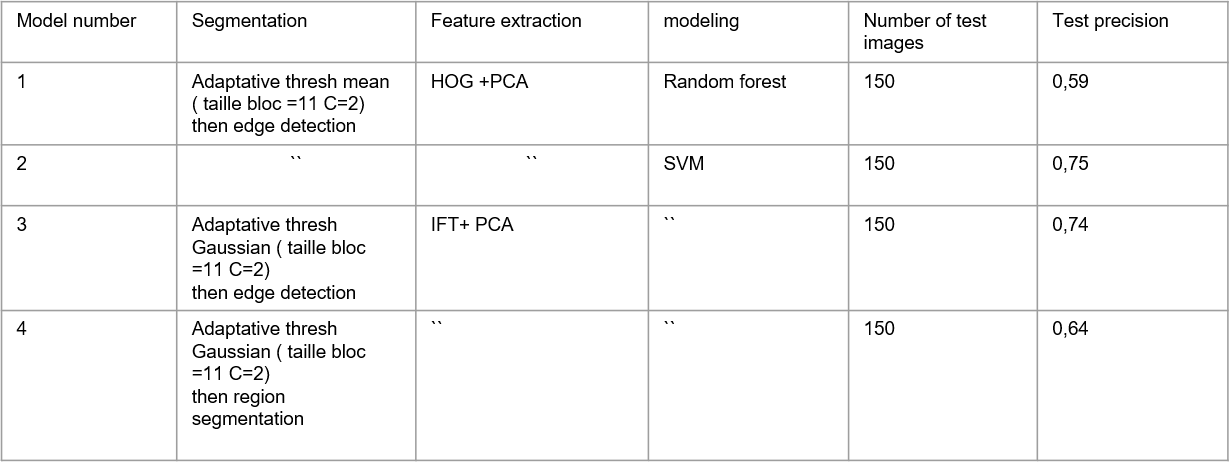 Model number
Segmentation
Feature extraction
modeling
Number of test
images
Test precision
1
Adaptative thresh mean
( taille bloc =11 C=2)
then edge detection
HOG +PCA
Random forest
150
0,59
2
``
``
SVM
150
0,75
3
Adaptative thresh
Gaussian ( taille bloc
=11 C=2)
then edge detection
IFT+ PCA
``
150
0,74
4
Adaptative thresh
Gaussian ( taille bloc
=11 C=2)
then region
segmentation
``
``
150
0,64